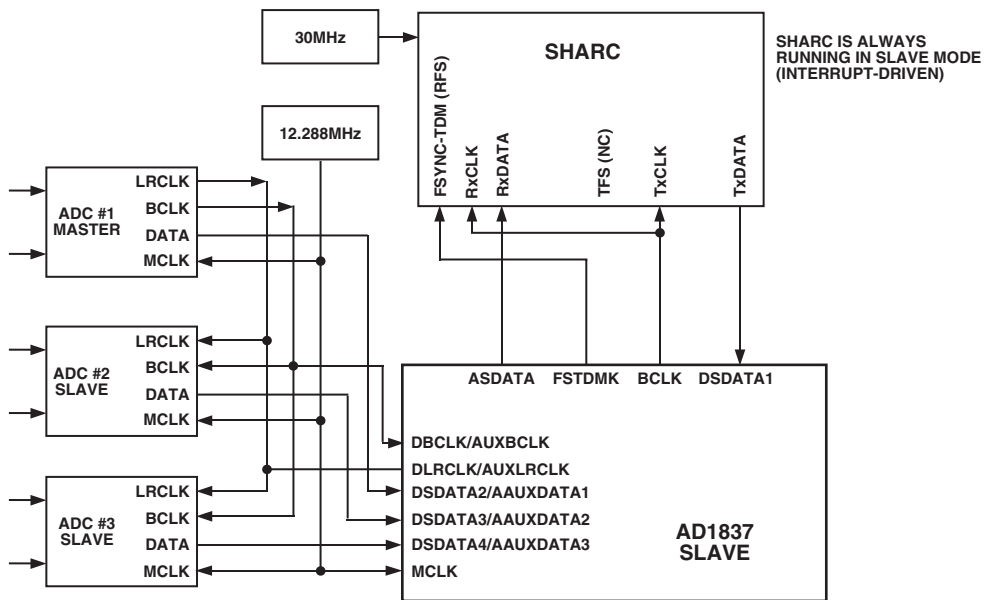 30MHz
SHARC
SHARC IS ALWAYS
RUNNING IN SLAVE MODE
(INTERRUPT-DRIVEN)
12.288MHz
FSYNC-TDM (RFS)
RxCLK
RxDATA
TFS (NC)
TxCLK
TxDATA
ADC #1
MASTER
LRCLK
BCLK
DATA
MCLK
ADC #2
SLAVE
LRCLK
BCLK
DATA
MCLK
ADC #3
SLAVE
LRCLK
BCLK
DATA
MCLK
ASDATA FSTDMK BCLK DSDATA1
DBCLK/AUXBCLK
DLRCLK/AUXLRCLK
DSDATA2/AAUXDATA1
DSDATA3/AAUXDATA2
DSDATA4/AAUXDATA3
MCLK
AD1837
SLAVE